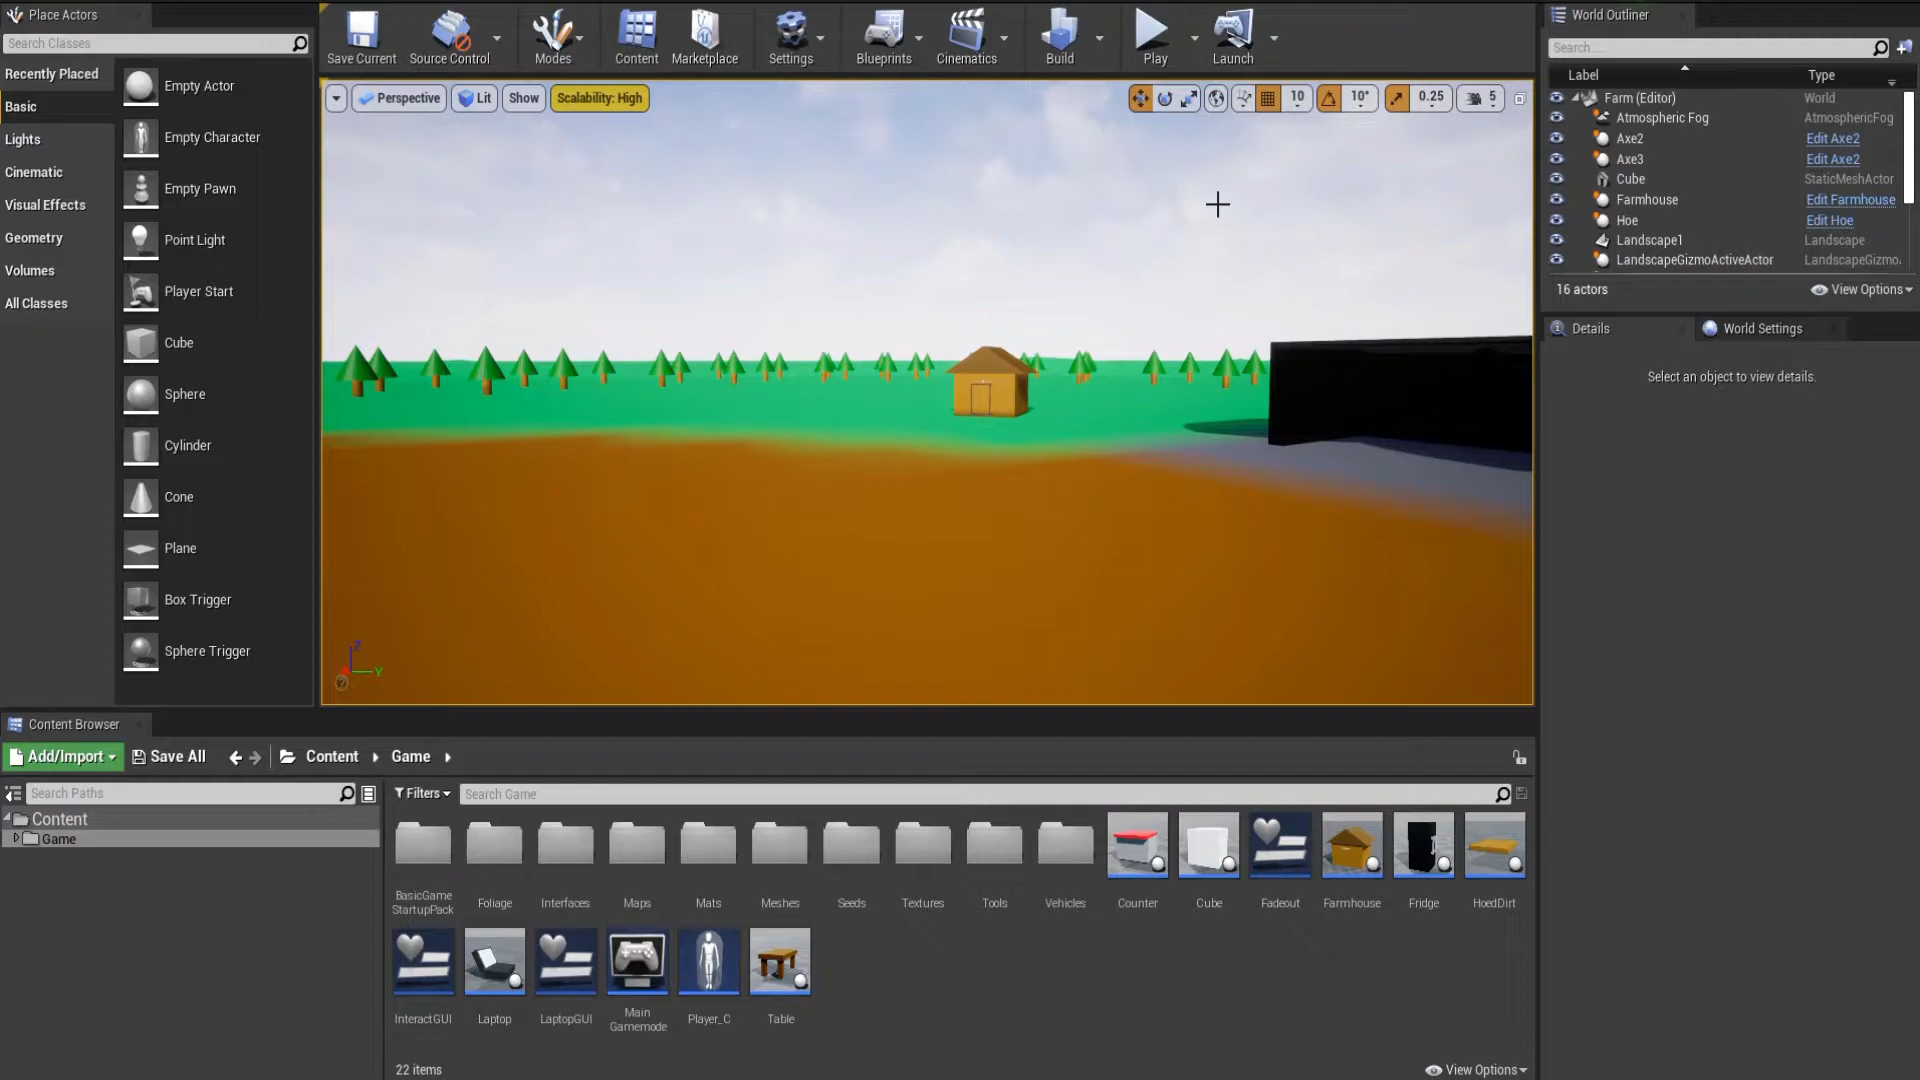 Place Actors
Search Classes
Recently Placed
Basic
Lights
Cinematic
Visual Effects
Geometry
Volumes
All Classes
Empty Actor
Empty Character
Empty Pawn
Point Light
Player Start
Cube
Sphere
Cylinder
Cone
Plane
Box Trigger
Sphere Trigger
Save Current
Source Control
Modes
Content
Marketplace
Settings
Blueprints
Cinematics
Build
Play
Launch
Perspective
Lit
Show
Scalability: High
10
10°
0.25
5
Z
Y
World Outliner
Search...
Label
Type
Farm (Editor) World
Atmospheric Fog AtmosphericFog
Axe2 Edit Axe2
Axe3 Edit Axe2
Cube StaticMeshActor
Farmhouse Edit Farmhouse
Hoe Edit Hoe
Landscape1 Landscape
LandscapeGizmoActiveActor LandscapeGizmo
16 actors
View Options
Details
World Settings
Select an object to view details.
Content Browser
Add/Import
Save All
Content
Game
Search Paths
Content
Game
Filters
Search Game
BasicGame
StartupPack
Foliage
Interfaces
Maps
Mats
Meshes
Seeds
Textures
Tools
Vehicles
Counter
Cube
Fadeout
Farmhouse
Fridge
HoedDirt
InteractGUI
Laptop
LaptopGUI
Main
Gamemode
Player_C
Table
22 items
View Options